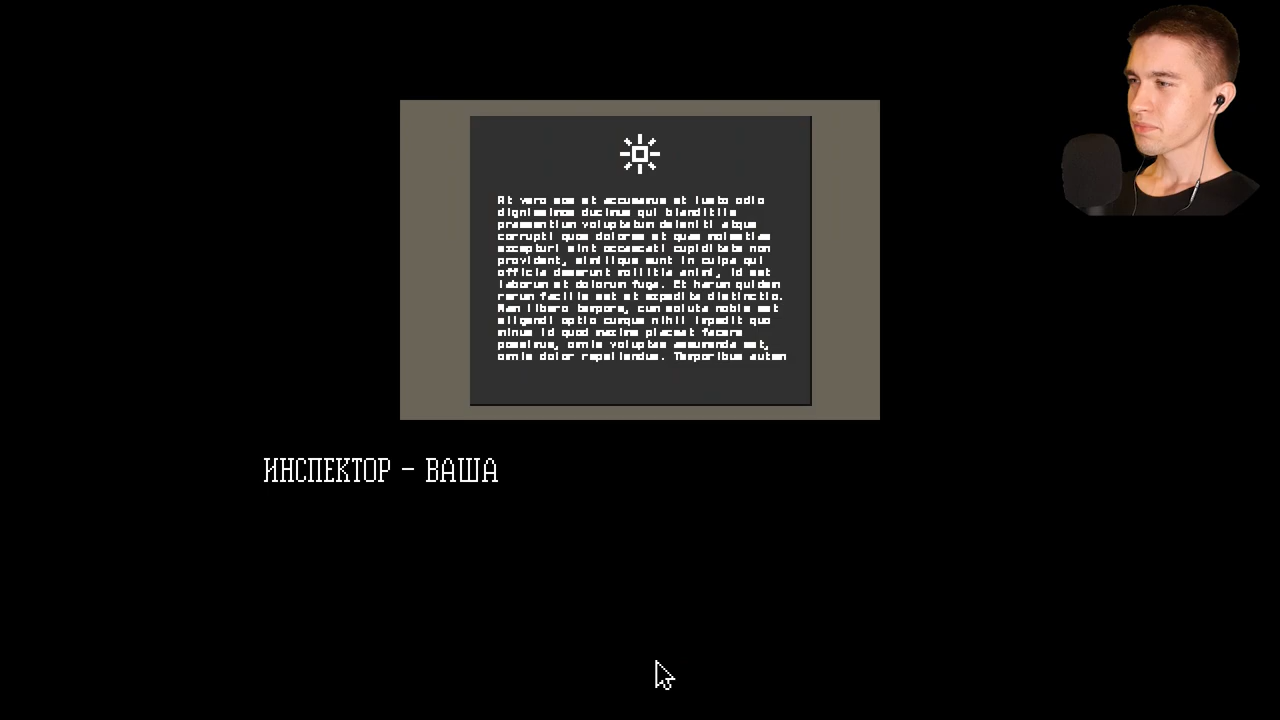 At vero eos et accusamus et iusto odio
dignissimos ducimus qui blanditiis
praesentium voluptatum deleniti atque
corrupti quos dolores et quas molestias
excepturi sint occaecati cupiditate non
provident, similique sunt in culpa qui
officia deserunt mollitia animi, id est
laborum et dolorum fuga. Et harum quidem
rerum facilis est et expedita distinctio.
Nam libero tempore, cum soluta nobis est
eligendi optio cumque nihil impedit quo
minus id quod maxime placeat facere
possimus, omnis voluptas assumenda est,
omnis dolor repellendus. Temporibus autem
ИНСПЕКТОР - ВАША